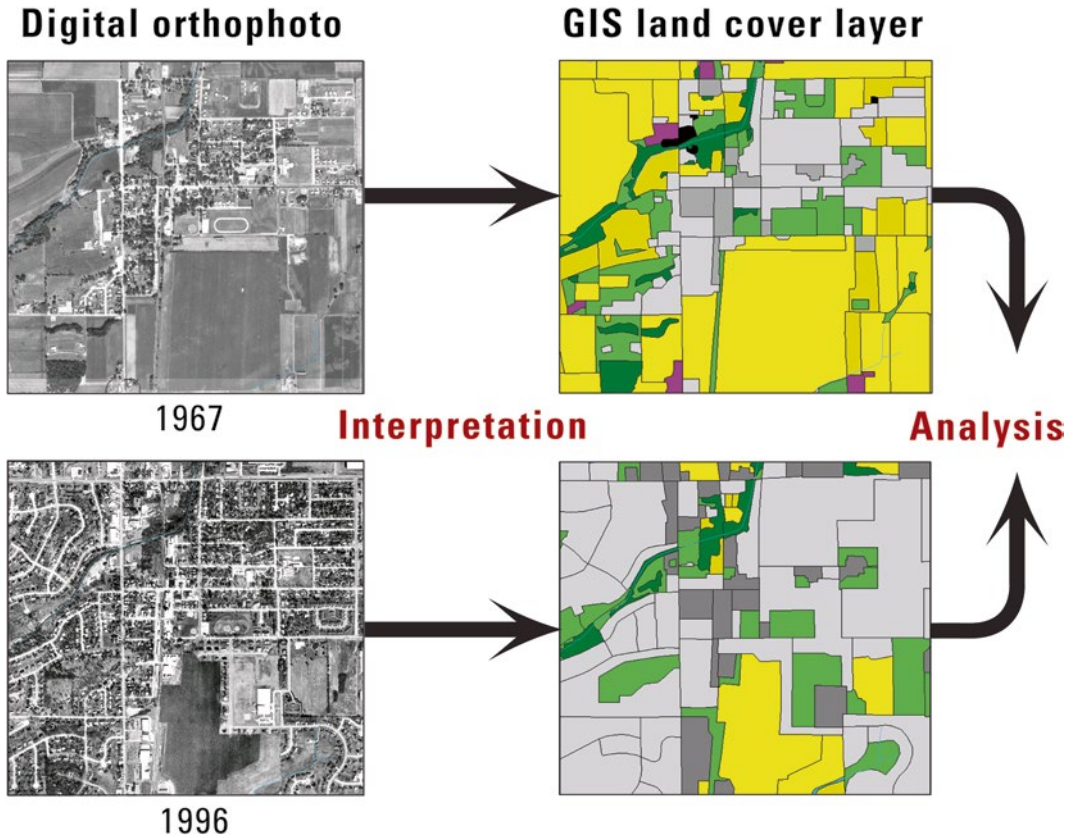 Digital orthophoto
GIS land cover layer
1967
Interpretation
Analysis
1996